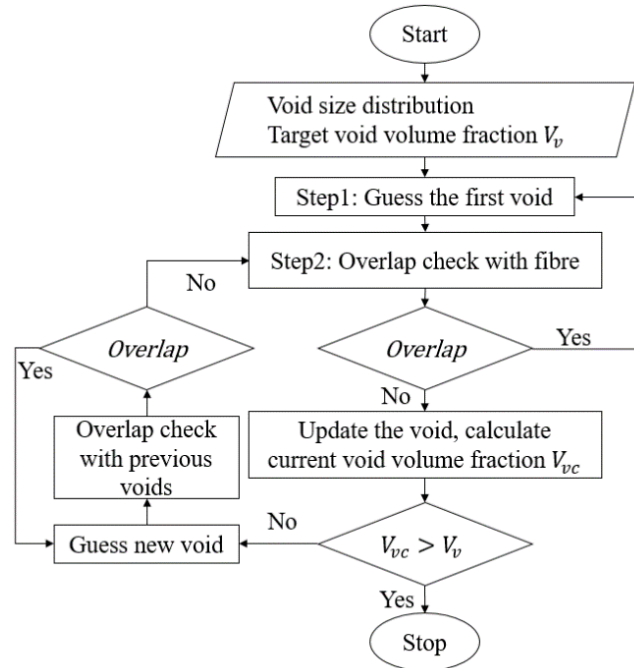 Start
Void size distribution
Target void volume fraction V_v
Step1: Guess the first void
Step2: Overlap check with fibre
No
Overlap
Yes
Overlap
Yes
No
Overlap check
with previous
voids
Update the void, calculate
current void volume fraction V_vc
Guess new void
No
V_vc > V_v
Yes
Stop